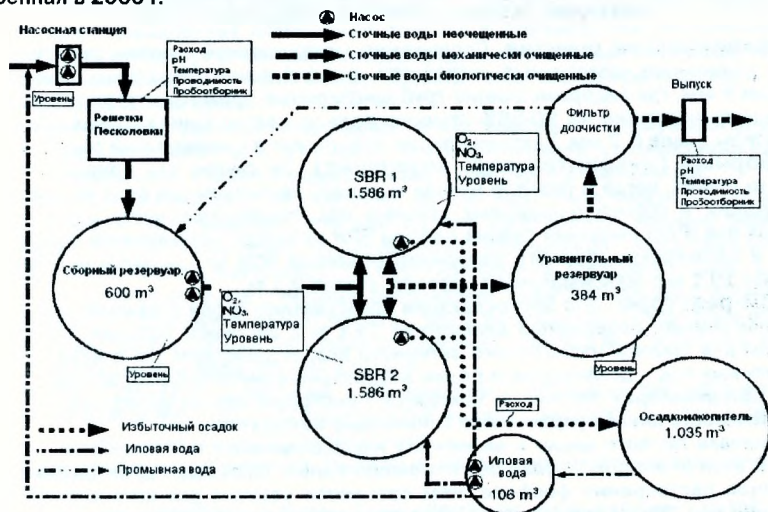 Насос
Насосная станция
Сточные воды неочищенные
Сточные воды механически очищенные
Сточные воды биологически очищенные
Расход
pH
Температура
Проводимость
Пробоотборник
Уровень
Решетки
Песколовки
Выпуск
Фильтр
доочистки
O₂,
NO₃,
Температура
Уровень
SBR 1
1.586 m³
Расход
pH
Температура
Проводимость
Пробоотборник
Сборный резервуар,
600 m³
Уравнительный
резервуар
384 m³
O₂,
NO₃,
Температура
Уровень
SBR 2
1.586 m³
Уровень
Уровень
Расход
Осадконакопитель
1.035 m³
Избыточный осадок
Иловая вода
Промывная вода
Иловая
вода
106 m³